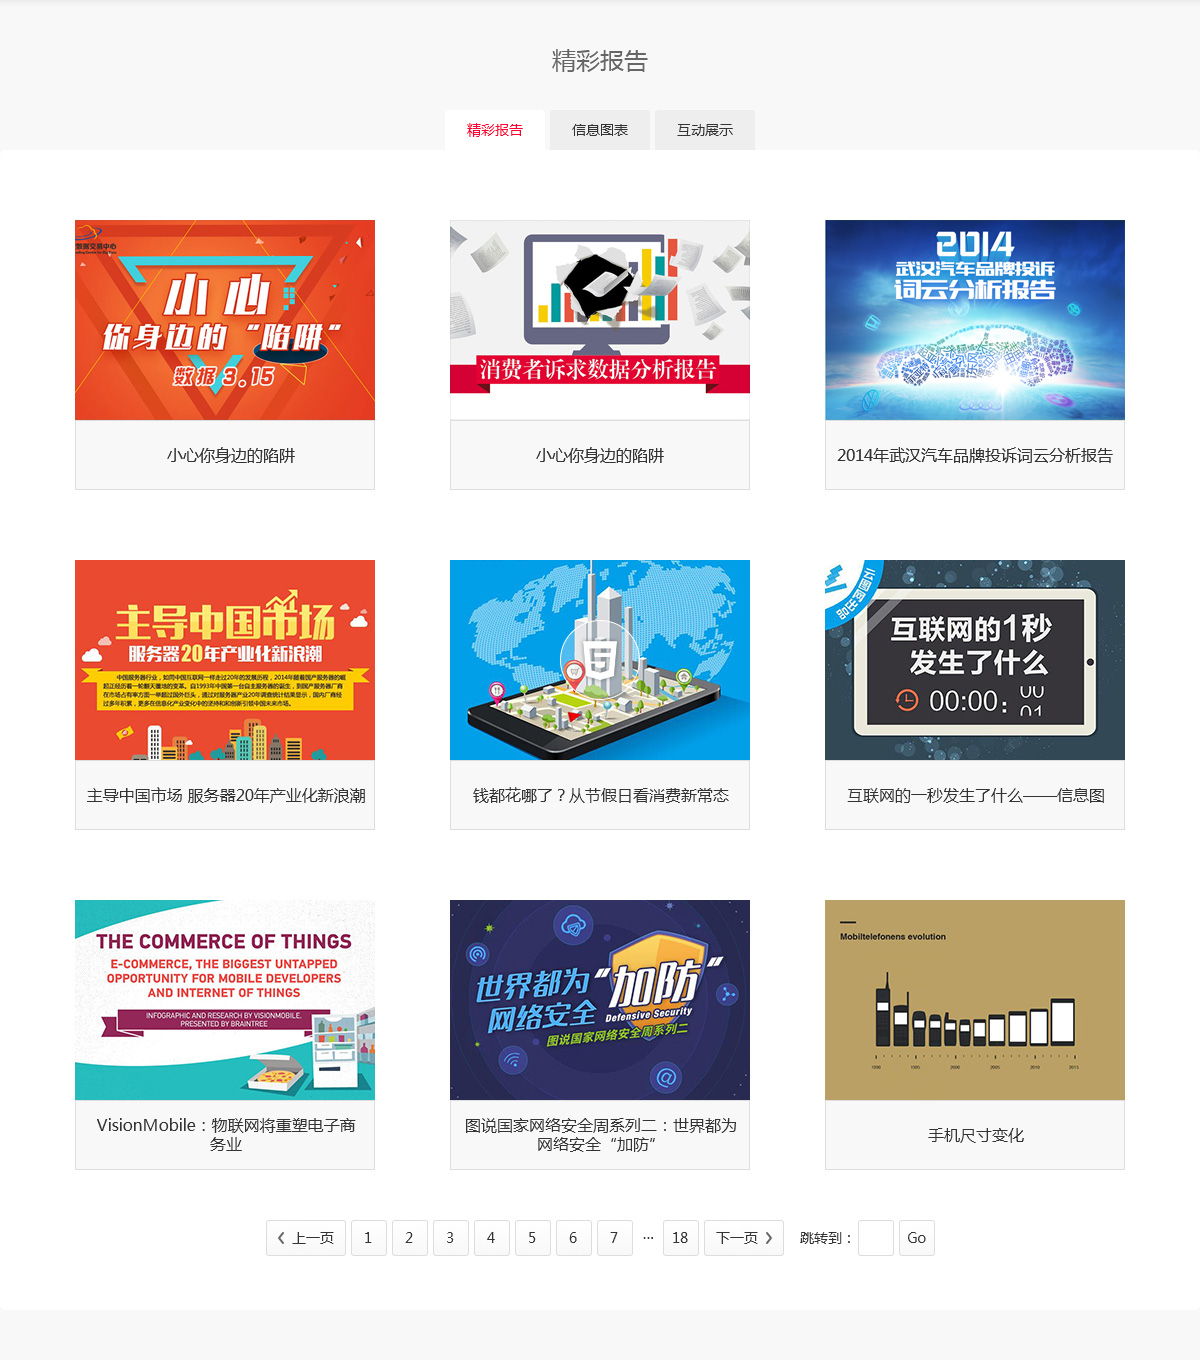 精彩报告
精彩报告
信息图表
互动展示
数据交易中心
小心
你身边的“陷阱“
数据3.15
小心你身边的陷阱
消费者诉求数据分析报告
小心你身边的陷阱
2014
武汉汽车品牌投诉
词云分析报告
2014年武汉汽车品牌投诉词云分析报告
主导中国市场
服务器20年产业化新浪潮
主导中国市场 服务器20年产业化新浪潮
5
钱都花哪了？从节假日看消费新常态
互联网的1秒
发生了什么
00:00:
互联网的一秒发生了什么——信息图
THE COMMERCE OF THINGS
E-COMMERCE, THE BIGGEST UNTAPPED
OPPORTUNITY FOR MOBILE DEVELOPERS
AND INTERNET OF THINGS
INFOGRAPHIC AND RESEARCH BY VISIONMOBILE.
PRESENTED BY BRAINTREE
VisionMobile：物联网将重塑电子商
务业
世界都为“加防”
网络安全
Defensive Security
图说国家网络安全周系列二
@
图说国家网络安全周系列二：世界都为
网络安全“加防”
Mobiltelefonens evolution
1990 1995 2000 2005 2010 2015
手机尺寸变化
上一页 1 2 3 4 5 6 7 ··· 18 下一页 跳转到： Go